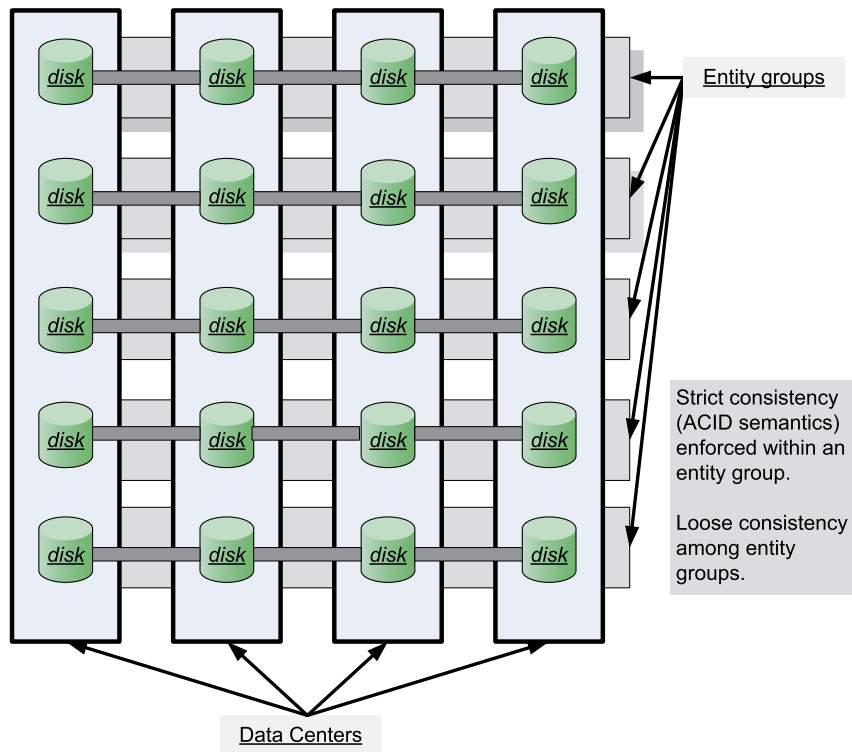 disk disk disk disk
Entity groups
disk disk disk disk
disk disk disk disk
Strict consistency
(ACID semantics)
enforced within an
entity group.
disk disk disk disk
Loose consistency
among entity
groups.
disk disk disk disk
Data Centers